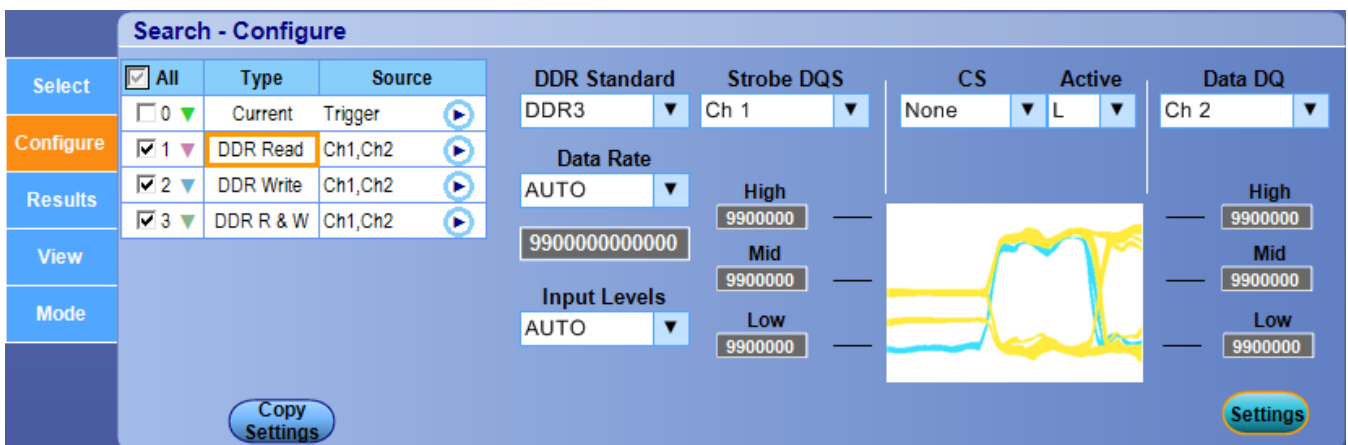 Search - Configure
Select
Configure
Results
View
Mode
All Type Source
0 Current Trigger
1 DDR Read Ch1,Ch2
2 DDR Write Ch1,Ch2
3 DDR R & W Ch1,Ch2
Copy
Settings
DDR Standard
DDR3
Data Rate
AUTO
9900000000000
Input Levels
AUTO
Strobe DQS
Ch 1
High
9900000
Mid
9900000
Low
9900000
CS Active
None L
Data DQ
Ch 2
High
9900000
Mid
9900000
Low
9900000
Settings